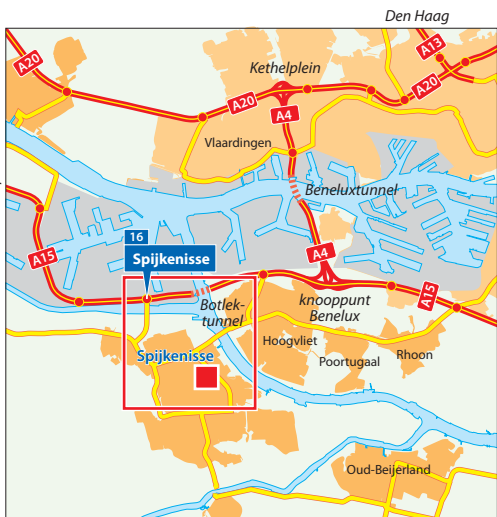 Den Haag
A20
A13
Kethelplein
A20
A20
A4
Vlaardingen
Beneluxtunnel
16
Spijkenisse
A15
A4
A15
Botlek-
tunnel
knooppunt
Benelux
Hoogvliet
Spijkenisse
Poortugaal
Rhoon
Oud-Beijerland